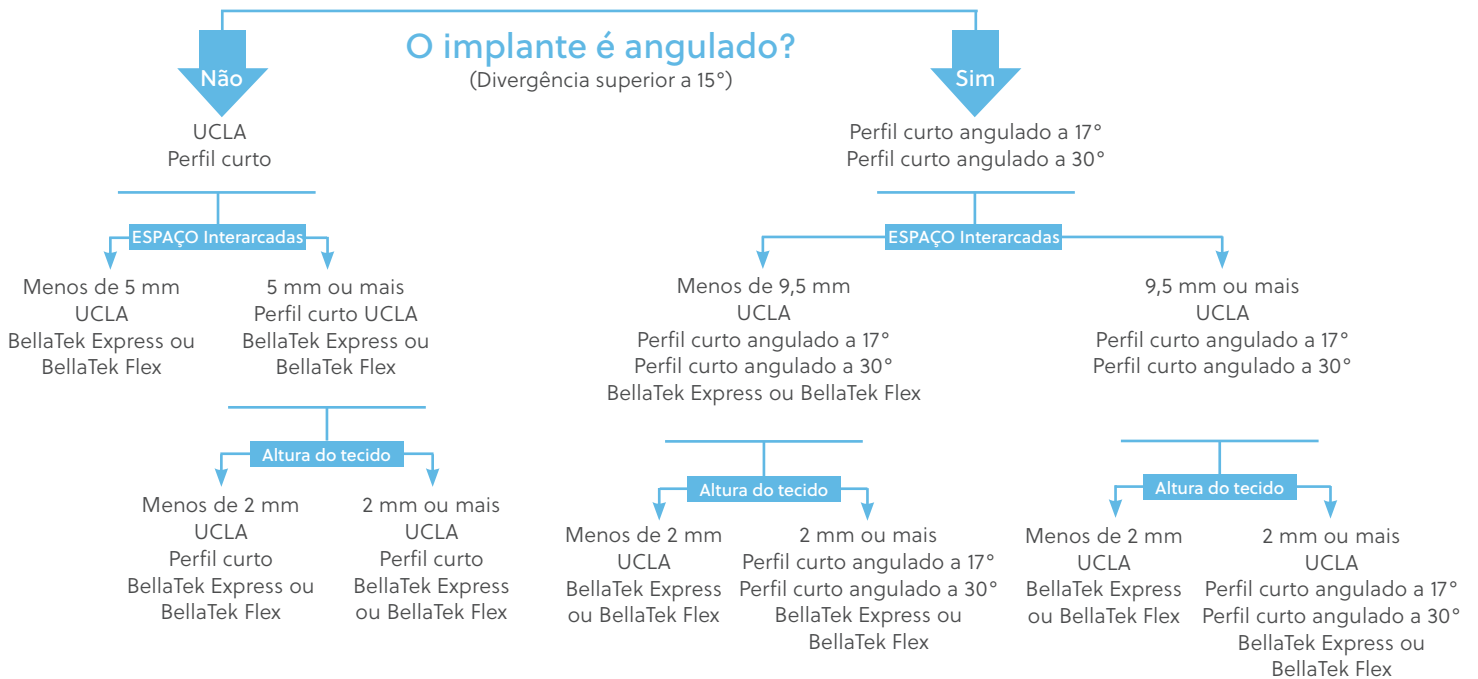 O implante é angulado?
(Divergência superior a 15°)
Não
Sim
UCLA
Perfil curto
Perfil curto angulado a 17°
Perfil curto angulado a 30°
ESPAÇO Interarcadas
ESPAÇO Interarcadas
Menos de 5 mm
UCLA
BellaTek Express ou
BellaTek Flex
5 mm ou mais
Perfil curto UCLA
BellaTek Express ou
BellaTek Flex
Menos de 9,5 mm
UCLA
Perfil curto angulado a 17°
Perfil curto angulado a 30°
BellaTek Express ou BellaTek Flex
9,5 mm ou mais
UCLA
Perfil curto angulado a 17°
Perfil curto angulado a 30°
Altura do tecido
Altura do tecido
Altura do tecido
Menos de 2 mm
UCLA
Perfil curto
BellaTek Express ou
BellaTek Flex
2 mm ou mais
UCLA
Perfil curto
BellaTek Express
ou BellaTek Flex
Menos de 2 mm
UCLA
BellaTek Express
ou BellaTek Flex
2 mm ou mais
Perfil curto angulado a 17°
Perfil curto angulado a 30°
BellaTek Express ou
BellaTek Flex
Menos de 2 mm
UCLA
BellaTek Express
ou BellaTek Flex
2 mm ou mais
UCLA
Perfil curto angulado a 17°
Perfil curto angulado a 30°
BellaTek Express ou
BellaTek Flex